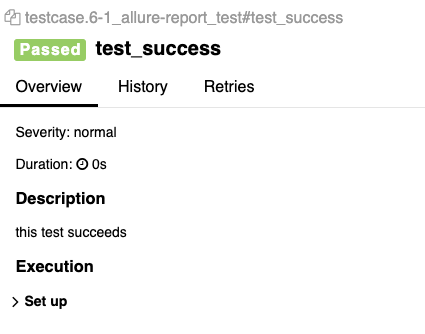 testcase.6-1_allure-report_test#test_success
Passed test_success
Overview History Retries
Severity: normal
Duration: 0s
Description
this test succeeds
Execution
Set up